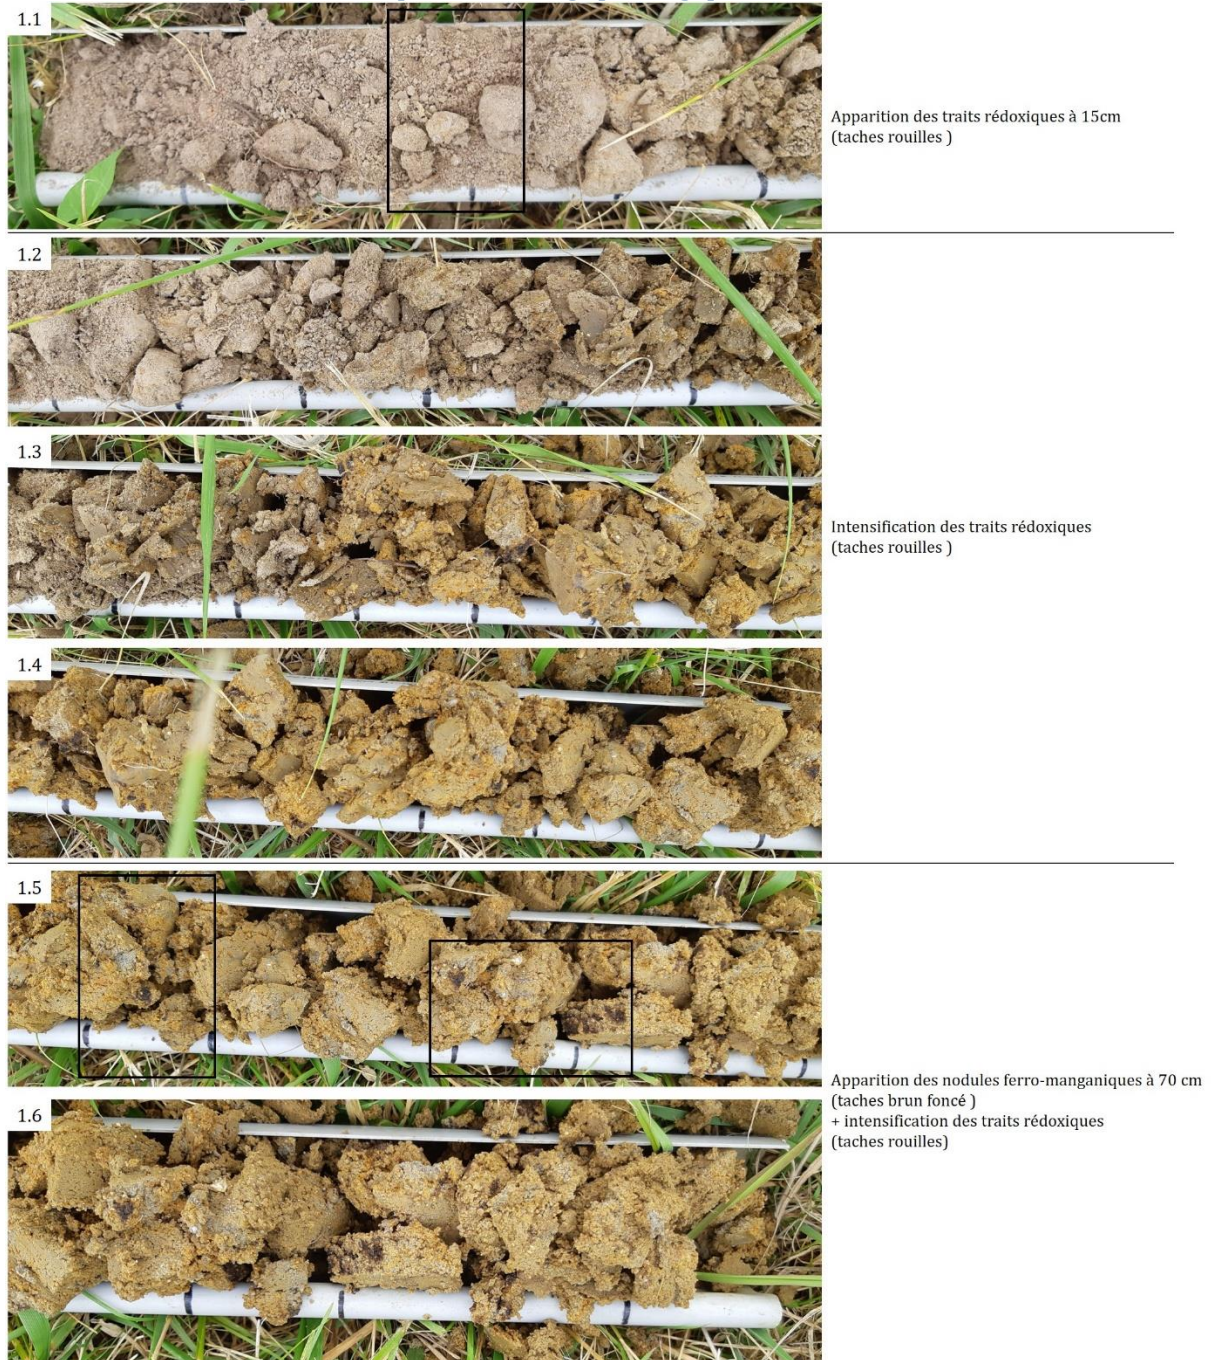 1.1
Apparition des traits rédoxiques à 15cm
(taches rouilles )
1.2
1.3
Intensification des traits rédoxiques
(taches rouilles )
1.4
1.5
Apparition des nodules ferro-manganiques à 70 cm
(taches brun foncé )
+ intensification des traits rédoxiques
(taches rouilles)
1.6